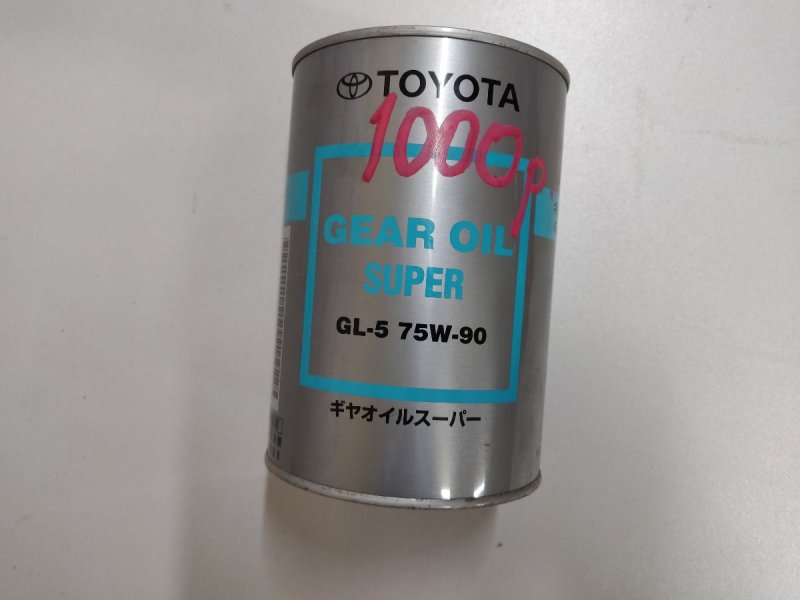 TOYOTA
1000р
GEAR OIL
SUPER
GL-5 75W-90
ギヤオイルスーパー